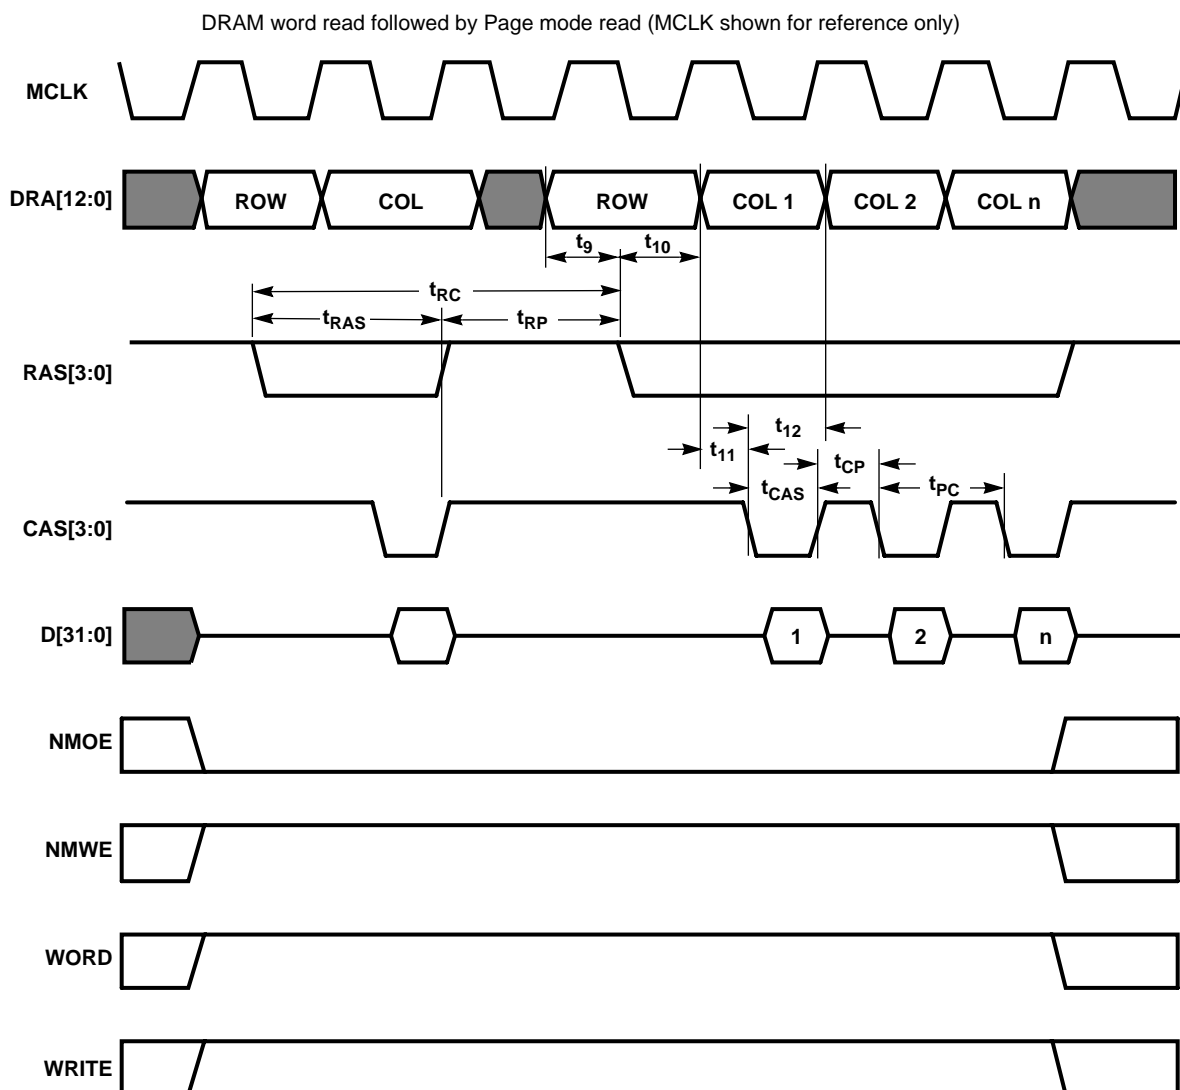 DRAM word read followed by Page mode read (MCLK shown for reference only)
MCLK
DRA[12:0] ROW COL ROW COL 1 COL 2 COL n
t9 t10
tRC
tRAS tRP
RAS[3:0]
t12
t11 tCP
tCAS tPC
CAS[3:0]
D[31:0] 1 2 n
NMOE
NMWE
WORD
WRITE